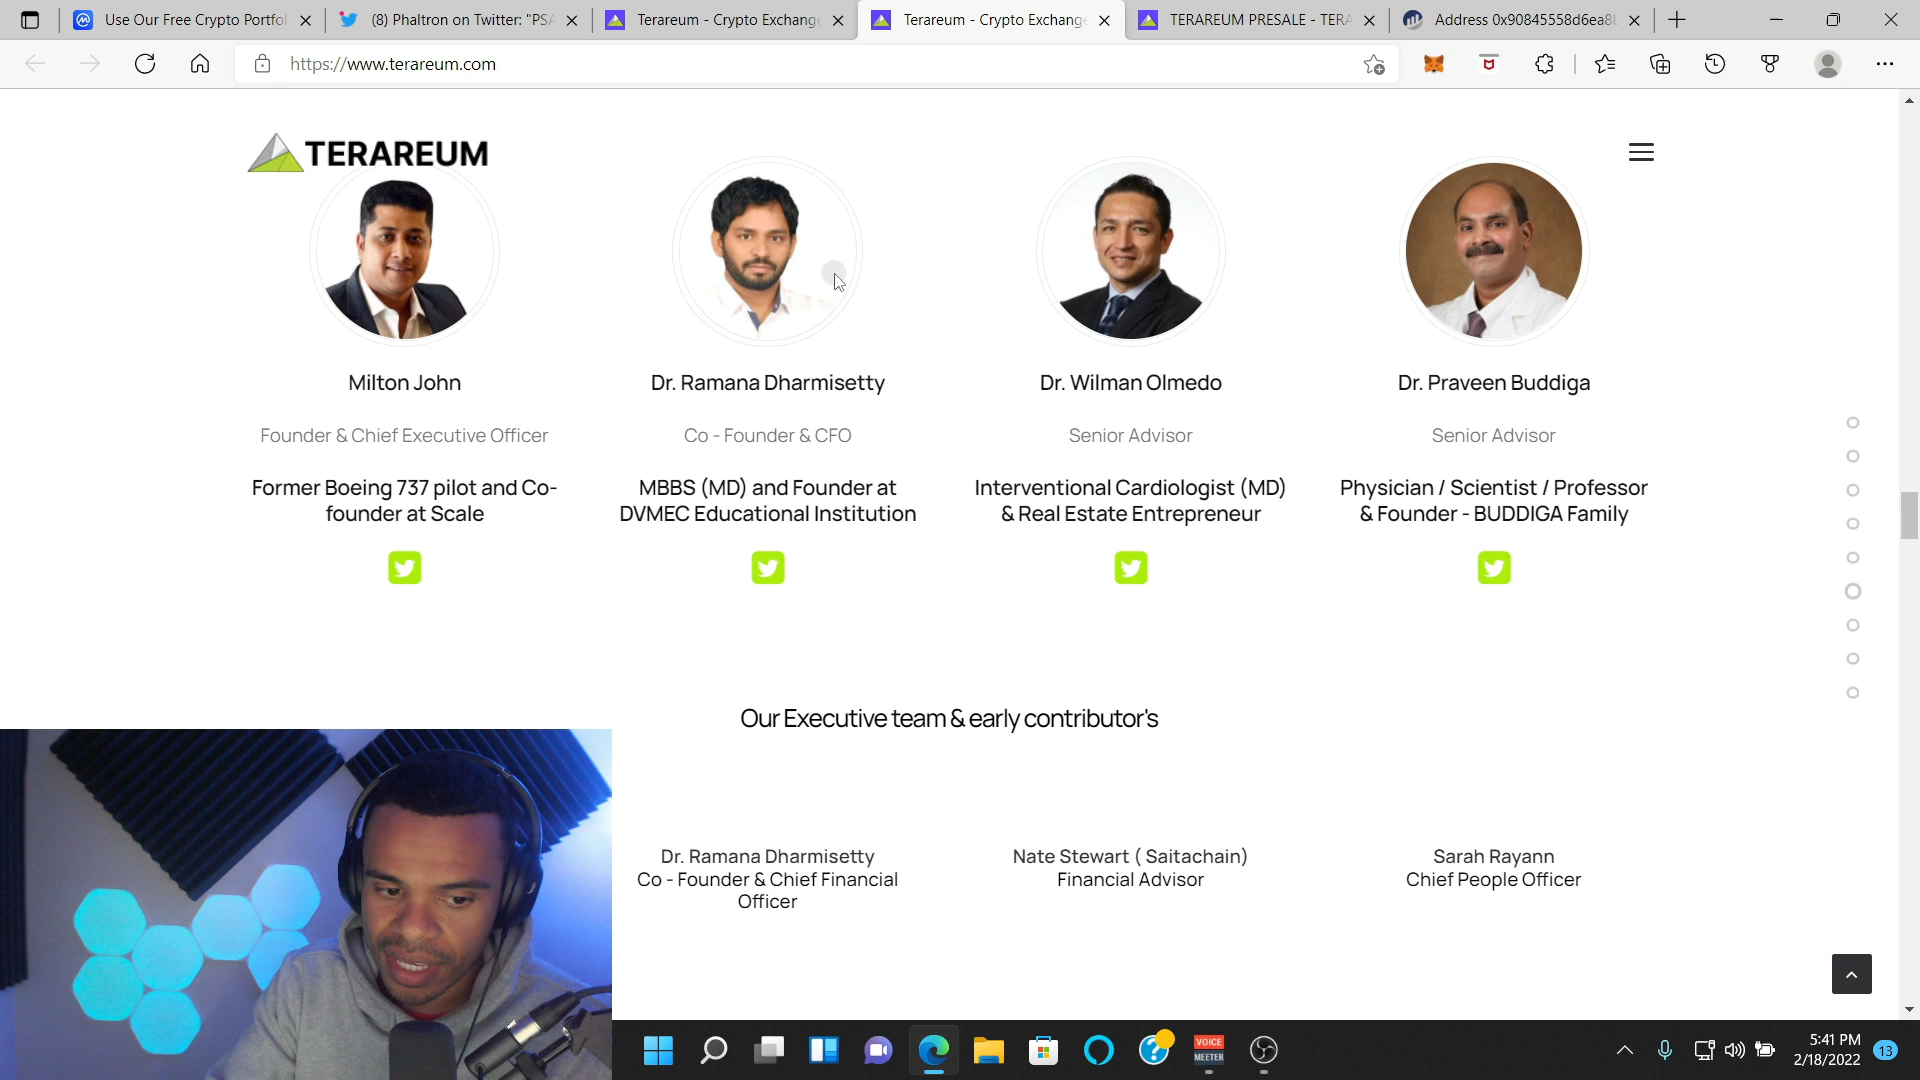 Use Our Free Crypto Portfol
(8) Phaltron on Twitter: "PSA
Terareum - Crypto Exchange
Terareum - Crypto Exchange
TERAREUM PRESALE - TERA
Address 0x90845558d6ea8
https://www.terareum.com
TERAREUM
Milton John
Dr. Ramana Dharmisetty
Dr. Wilman Olmedo
Dr. Praveen Buddiga
Founder & Chief Executive Officer
Co - Founder & CFO
Senior Advisor
Senior Advisor
Former Boeing 737 pilot and Co-
founder at Scale
MBBS (MD) and Founder at
DVMEC Educational Institution
Interventional Cardiologist (MD)
& Real Estate Entrepreneur
Physician / Scientist / Professor
& Founder - BUDDIGA Family
Our Executive team & early contributor's
Dr. Ramana Dharmisetty
Co - Founder & Chief Financial
Officer
Nate Stewart ( Saitachain)
Financial Advisor
Sarah Rayann
Chief People Officer
VOICE
MEETER
5:41 PM
2/18/2022
13